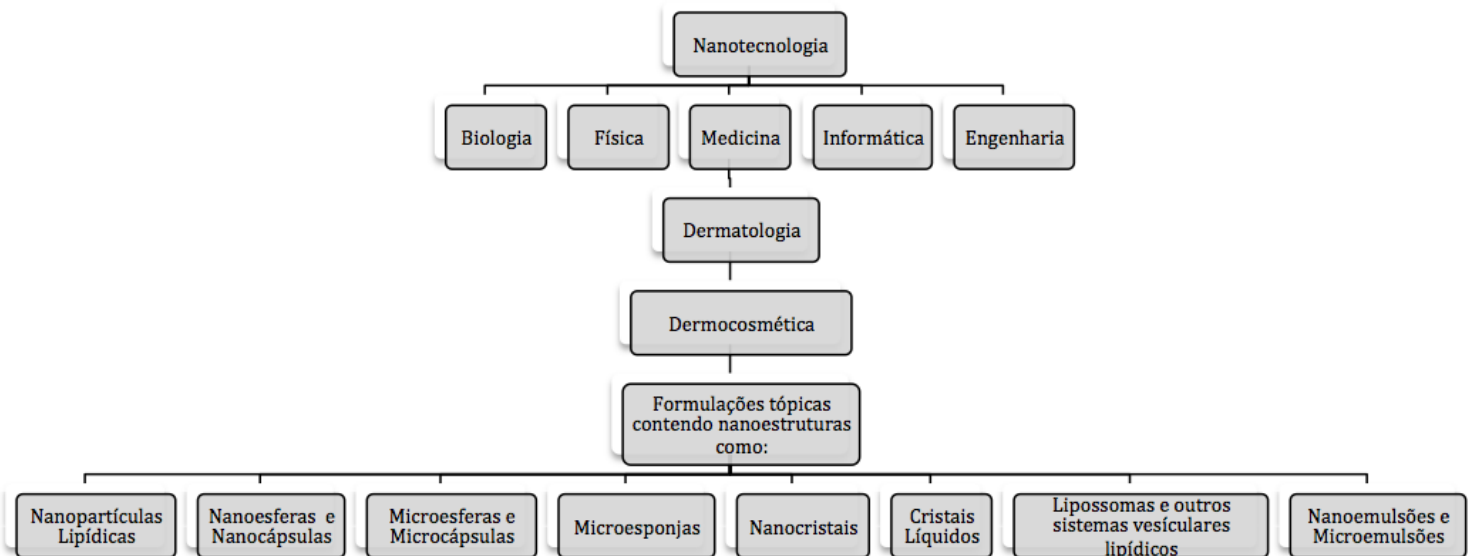 Nanotecnologia
Biologia
Física
Medicina
Informática
Engenharia
Dermatologia
Dermocosmética
Formulações tópicas
contendo nanoestruturas
como:
Nanopartículas
Lipídicas
Nanoesferas e
Nanocápsulas
Microesferas e
Microcápsulas
Microesponjas
Nanocristais
Cristais
Líquidos
Lipossomas e outros
sistemas vesículares
lipídicos
Nanoemulsões e
Microemulsões